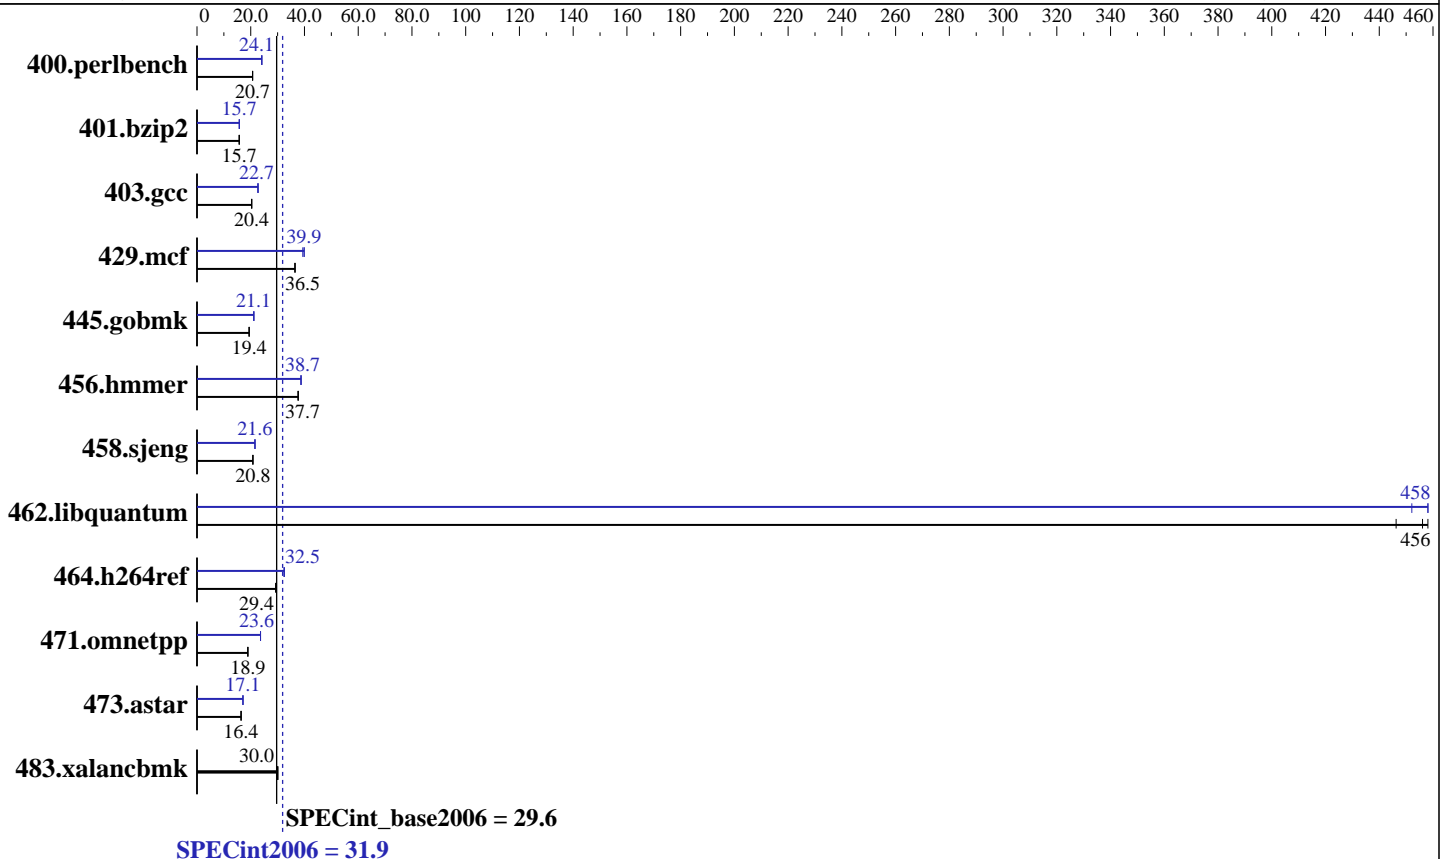 0 20.0 40.0 60.0 80.0 100 120 140 160 180 200 220 240 260 280 300 320 340 360 380 400 420 440 460
24.1
400.perlbench
20.7
15.7
401.bzip2
15.7
22.7
403.gcc
20.4
39.9
429.mcf
36.5
21.1
445.gobmk
19.4
38.7
456.hmmer
37.7
21.6
458.sjeng
20.8
458
462.libquantum
456
32.5
464.h264ref
29.4
23.6
471.omnetpp
18.9
17.1
473.astar
16.4
30.0
483.xalancbmk
SPECint_base2006 = 29.6
SPECint2006 = 31.9